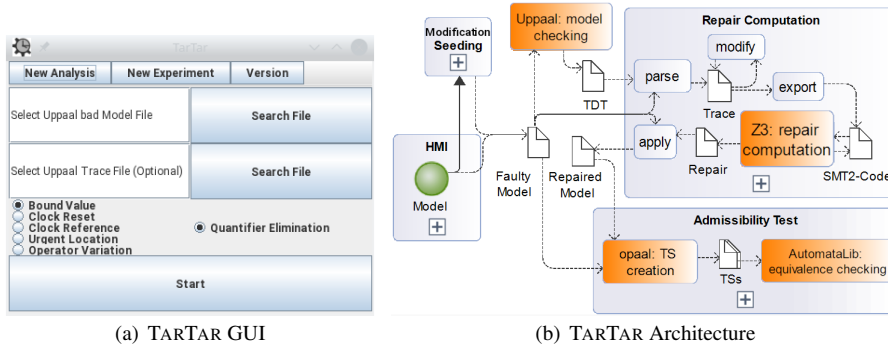 TarTar
New Analysis
New Experiment
Version
Select Uppaal bad Model File
Search File
Select Uppaal Trace File (Optional)
Search File
Bound Value
Clock Reset
Clock Reference
Urgent Location
Operator Variation
Quantifier Elimination
Start
(a) TARTAR GUI
Modification
Seeding
HMI
Model
Uppaal: model
checking
TDT
Faulty
Model
Repaired
Model
Repair Computation
modify
parse
Trace
export
apply
Repair
Z3: repair
computation
SMT2-Code
Admissibility Test
opaal: TS
creation
TSs
AutomataLib:
equivalence checking
(b) TARTAR Architecture